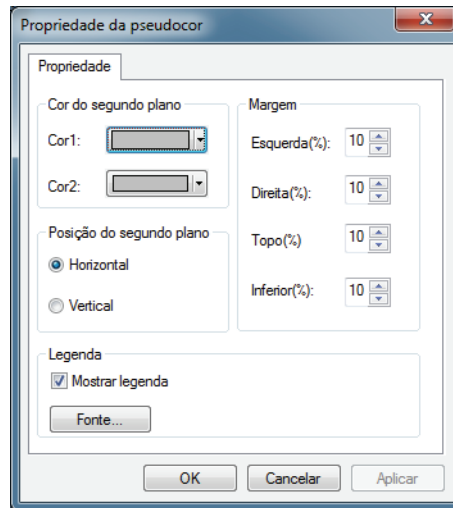 Propriedade da pseudocor
Propriedade
Cor do segundo plano
Cor1:
Cor2:
Posição do segundo plano
Horizontal
Vertical
Margem
Esquerda(%): 10
Direita(%): 10
Topo(%) 10
Inferior(%): 10
Legenda
Mostrar legenda
Fonte...
OK Cancelar Aplicar